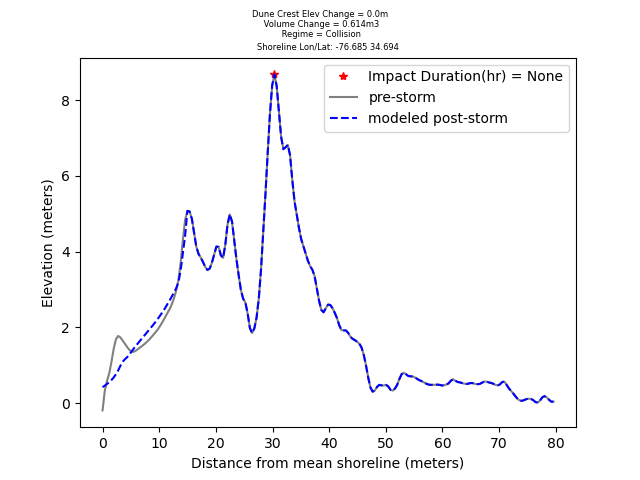 Dune Crest Elev Change = 0.0m
Volume Change = 0.614m3
Regime = Collision
Shoreline Lon/Lat: -76.685 34.694
Impact Duration(hr) = None
pre-storm
modeled post-storm
Elevation (meters)
8
6
4
2
0
0 10 20 30 40 50 60 70 80
Distance from mean shoreline (meters)